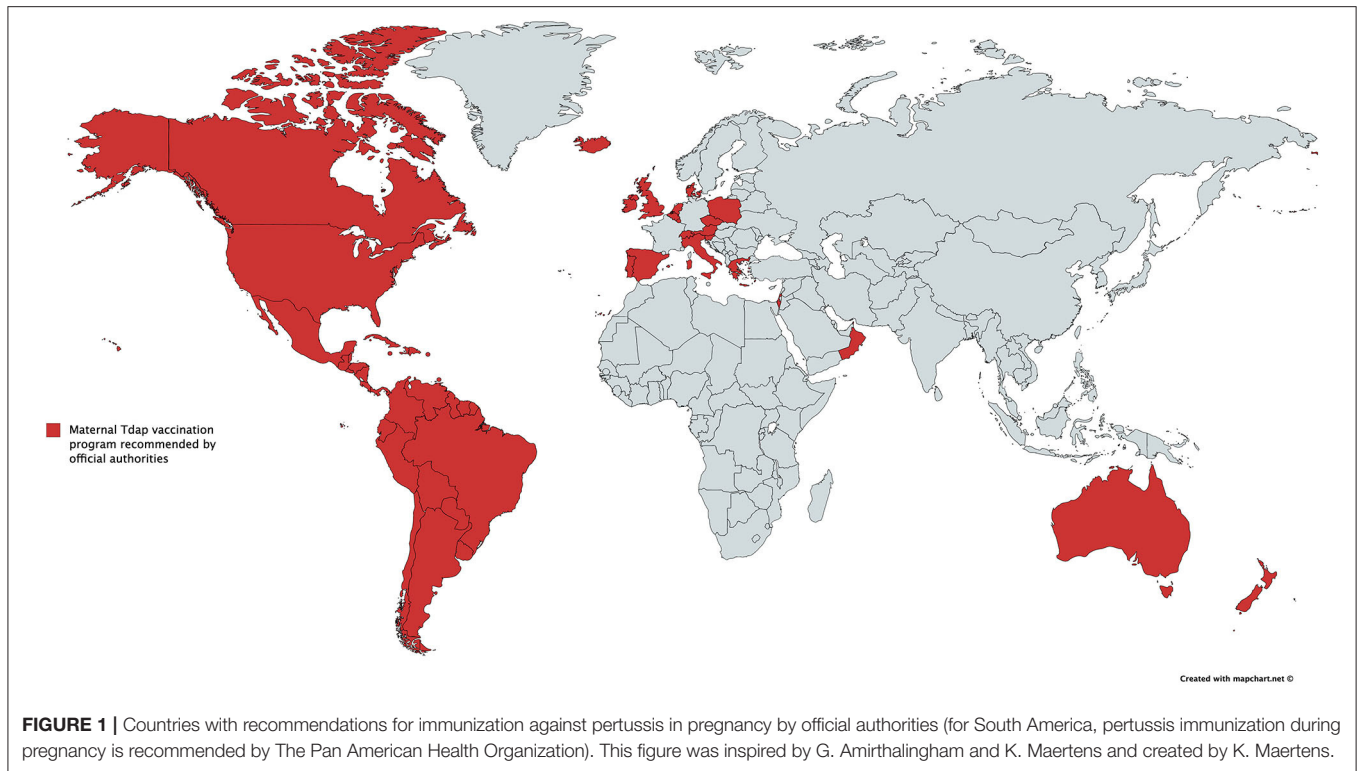 Maternal Tdap vaccination
program recommended by
official authorities
Created with mapchart.net ©
FIGURE 1 | Countries with recommendations for immunization against pertussis in pregnancy by official authorities (for South America, pertussis immunization during
pregnancy is recommended by The Pan American Health Organization). This figure was inspired by G. Amirthalingham and K. Maertens and created by K. Maertens.